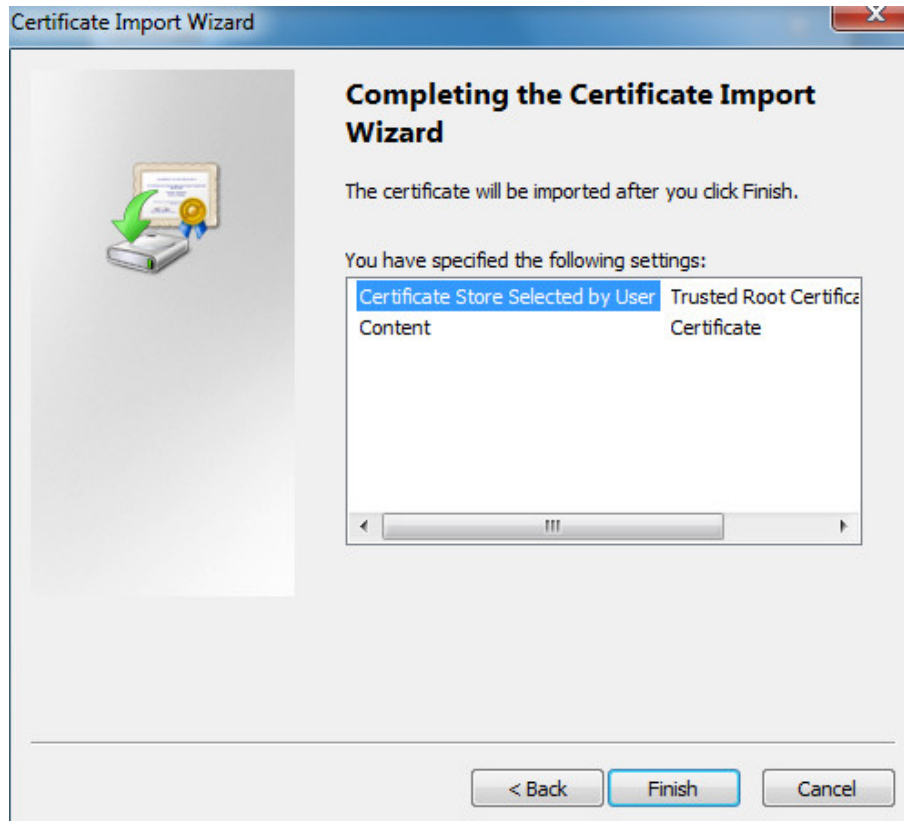 Certificate Import Wizard
Completing the Certificate Import
Wizard
The certificate will be imported after you click Finish.
You have specified the following settings:
Certificate Store Selected by User Trusted Root Certifica
Content Certificate
< Back Finish Cancel